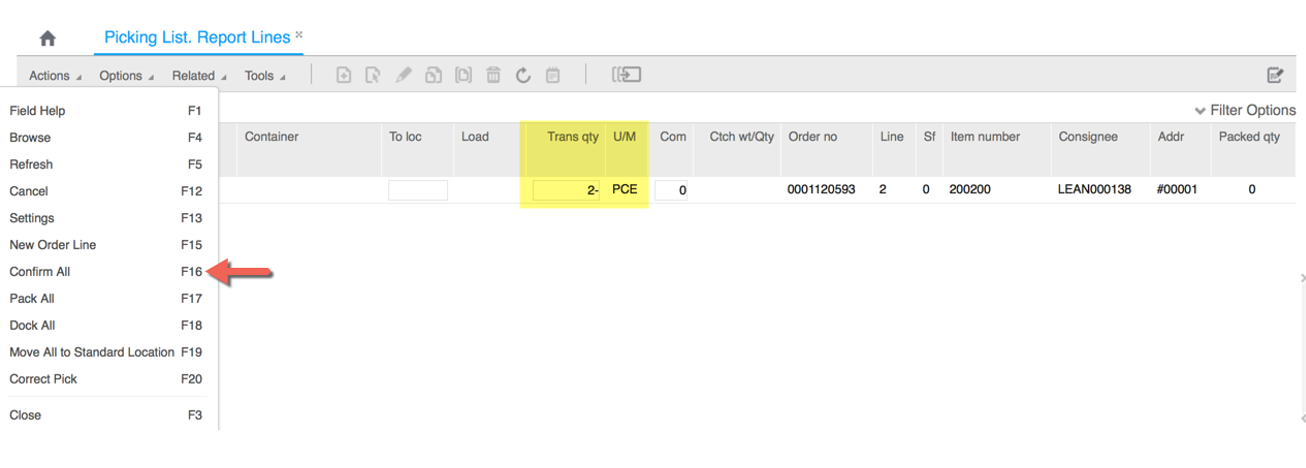 Picking List. Report Lines
Actions Options Related Tools
Filter Options
Container To loc Load Trans qty U/M Com Ctch wt/Qty Order no Line Sf Item number Consignee Addr Packed qty
2- PCE 0 0001120593 2 0 200200 LEAN000138 #00001 0
Field Help F1
Browse F4
Refresh F5
Cancel F12
Settings F13
New Order Line F15
Confirm All F16
Pack All F17
Dock All F18
Move All to Standard Location F19
Correct Pick F20
Close F3